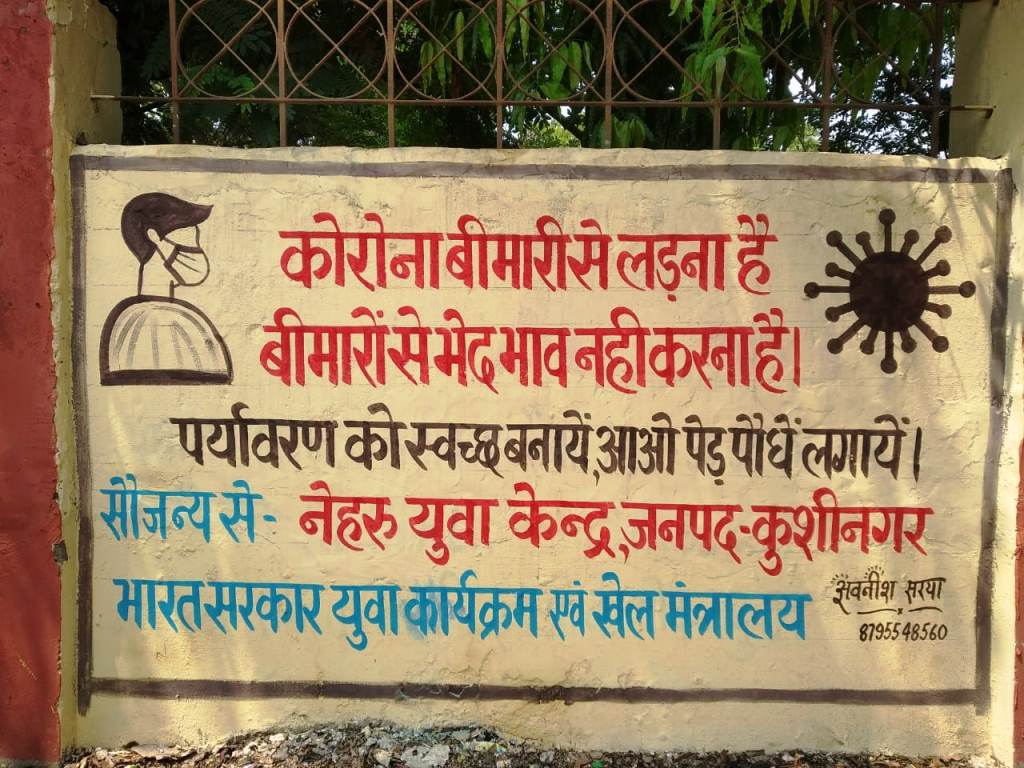 कोरोना बीमारी से लड़ना है
बीमारों से भेद भाव नही करना है।
पर्यावरण को स्वच्छ बनायें, आओ पेड़ पौधें लगायें।
सौजन्य से- नेहरु युवा केन्द्र, जनपद-कुशीनगर
भारत सरकार युवा कार्यक्रम एवं खेल मंत्रालय
अवनीश सरया
8795548560